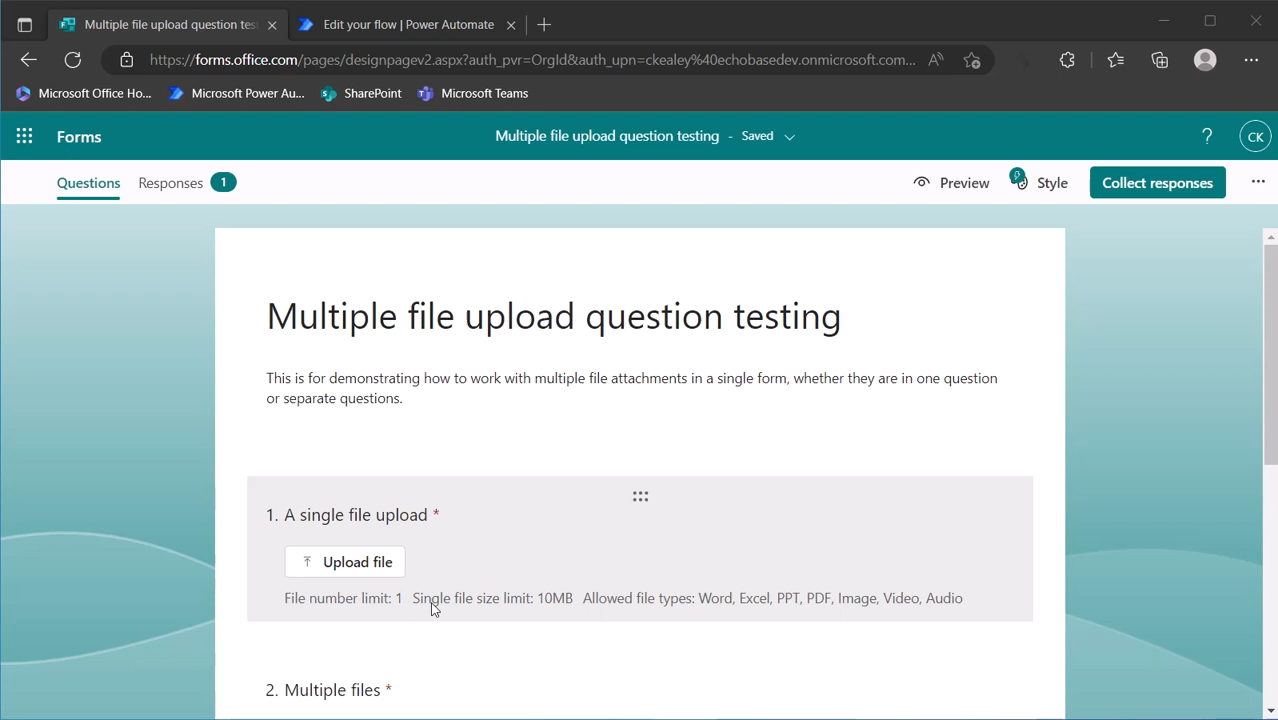 Multiple file upload question tes
Edit your flow | Power Automate
https://forms.office.com/pages/designpagev2.aspx?auth_pvr=OrgId&auth_upn=ckealey%40echobasedev.onmicrosoft.com...
Microsoft Office Ho... Microsoft Power Au... SharePoint Microsoft Teams
Forms
Multiple file upload question testing - Saved
? CK
Questions Responses 1
Preview Style Collect responses
Multiple file upload question testing
This is for demonstrating how to work with multiple file attachments in a single form, whether they are in one question
or separate questions.
1. A single file upload *
Upload file
File number limit: 1 Single file size limit: 10MB Allowed file types: Word, Excel, PPT, PDF, Image, Video, Audio
2. Multiple files *